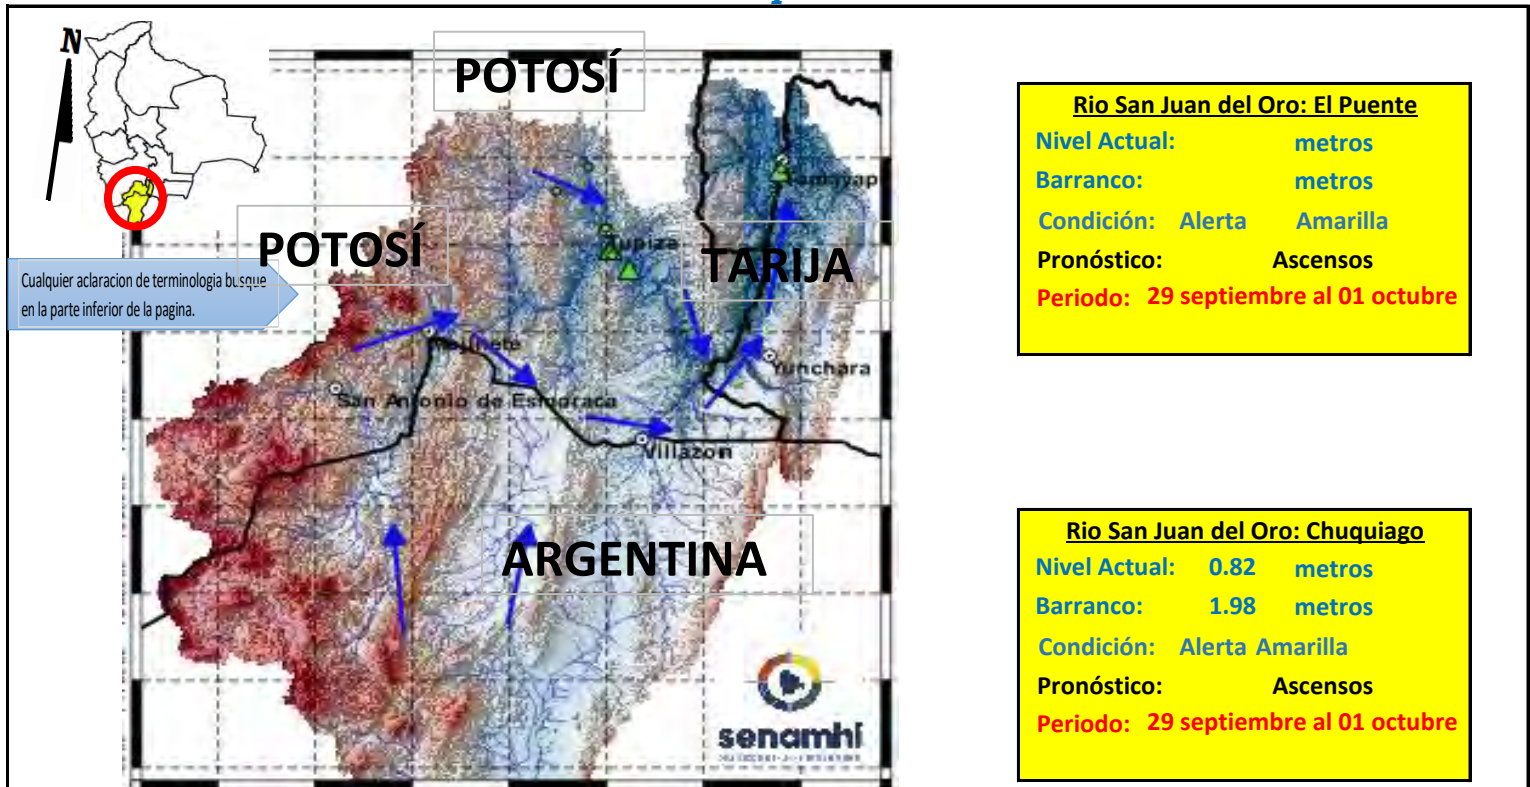 N
POTOSÍ
POTOSÍ
TARIJA
ARGENTINA
Cualquier aclaracion de terminologia busque
en la parte inferior de la pagina.
Tupiza
Yunchara
San Antonio de Esmoraca
Villazon
senamhí
Rio San Juan del Oro: El Puente
Nivel Actual: metros
Barranco: metros
Condición: Alerta Amarilla
Pronóstico: Ascensos
Periodo: 29 septiembre al 01 octubre
Rio San Juan del Oro: Chuquiago
Nivel Actual: 0.82 metros
Barranco: 1.98 metros
Condición: Alerta Amarilla
Pronóstico: Ascensos
Periodo: 29 septiembre al 01 octubre